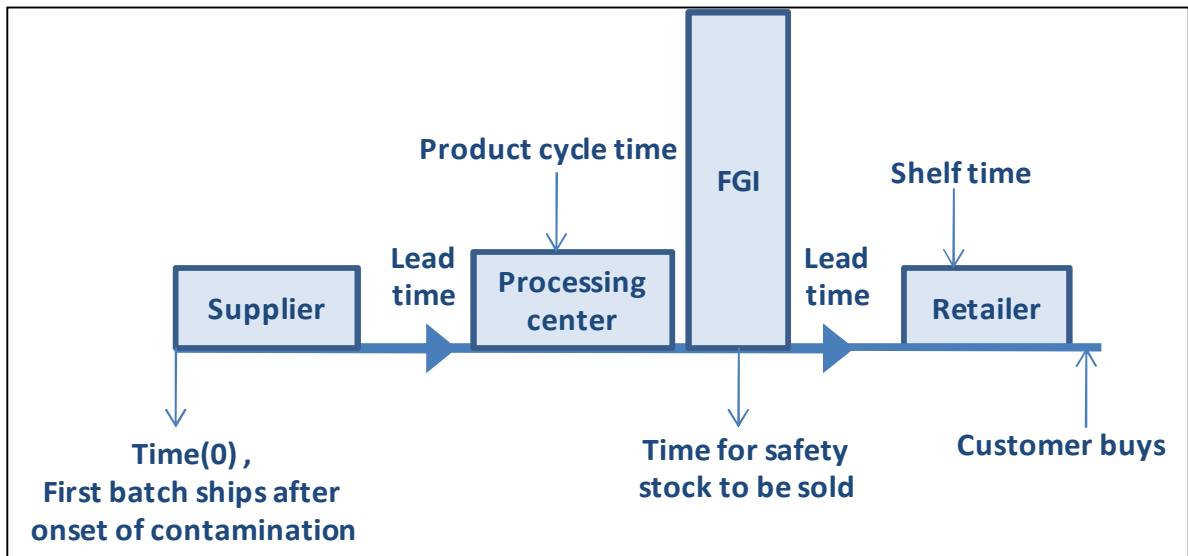 Product cycle time
FGI
Shelf time
Lead
time
Lead
time
Supplier
Processing
center
Retailer
Time(0) ,
First batch ships after
onset of contamination
Time for safety
stock to be sold
Customer buys